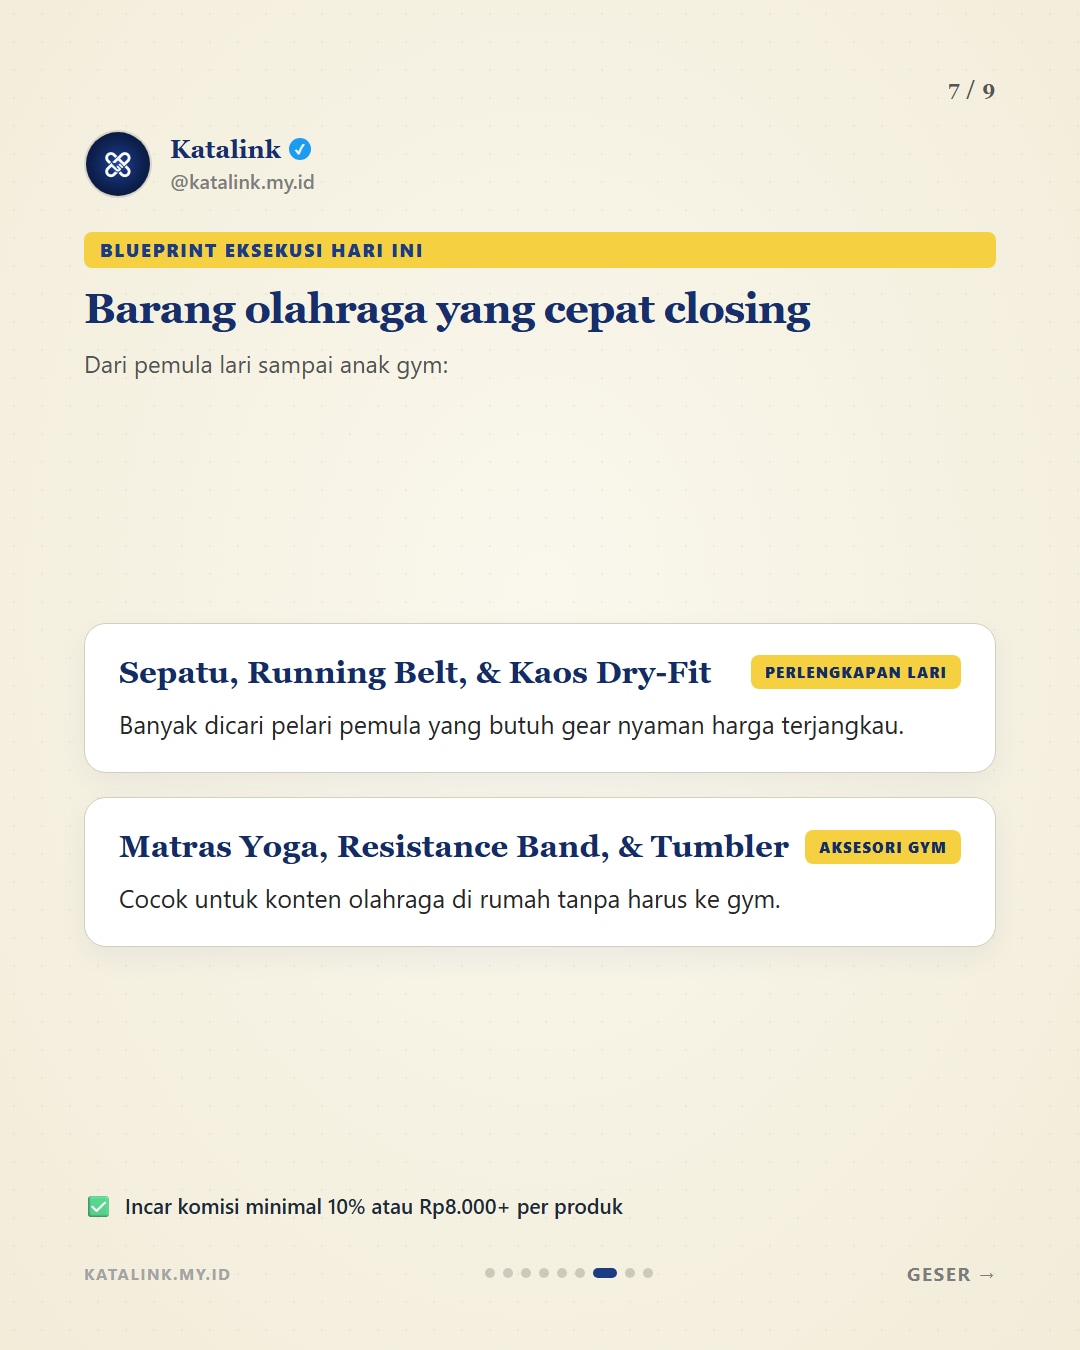 7 / 9
Katalink
@katalink.my.id
BLUEPRINT EKSEKUSI HARI INI
Barang olahraga yang cepat closing
Dari pemula lari sampai anak gym:
Sepatu, Running Belt, & Kaos Dry-Fit
PERLENGKAPAN LARI
Banyak dicari pelari pemula yang butuh gear nyaman harga terjangkau.
Matras Yoga, Resistance Band, & Tumbler
AKSESORI GYM
Cocok untuk konten olahraga di rumah tanpa harus ke gym.
✅ Incar komisi minimal 10% atau Rp8.000+ per produk
KATALINK.MY.ID
GESER →